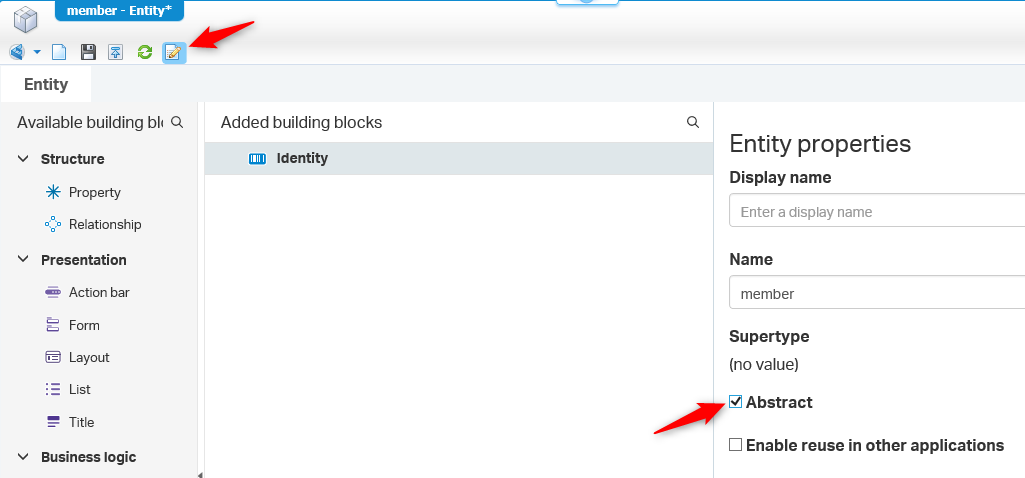 member - Entity*
Entity
Available building blo
Structure
Property
Relationship
Presentation
Action bar
Form
Layout
List
Title
Business logic
Added building blocks
Identity
Entity properties
Display name
Enter a display name
Name
member
Supertype
(no value)
Abstract
Enable reuse in other applications